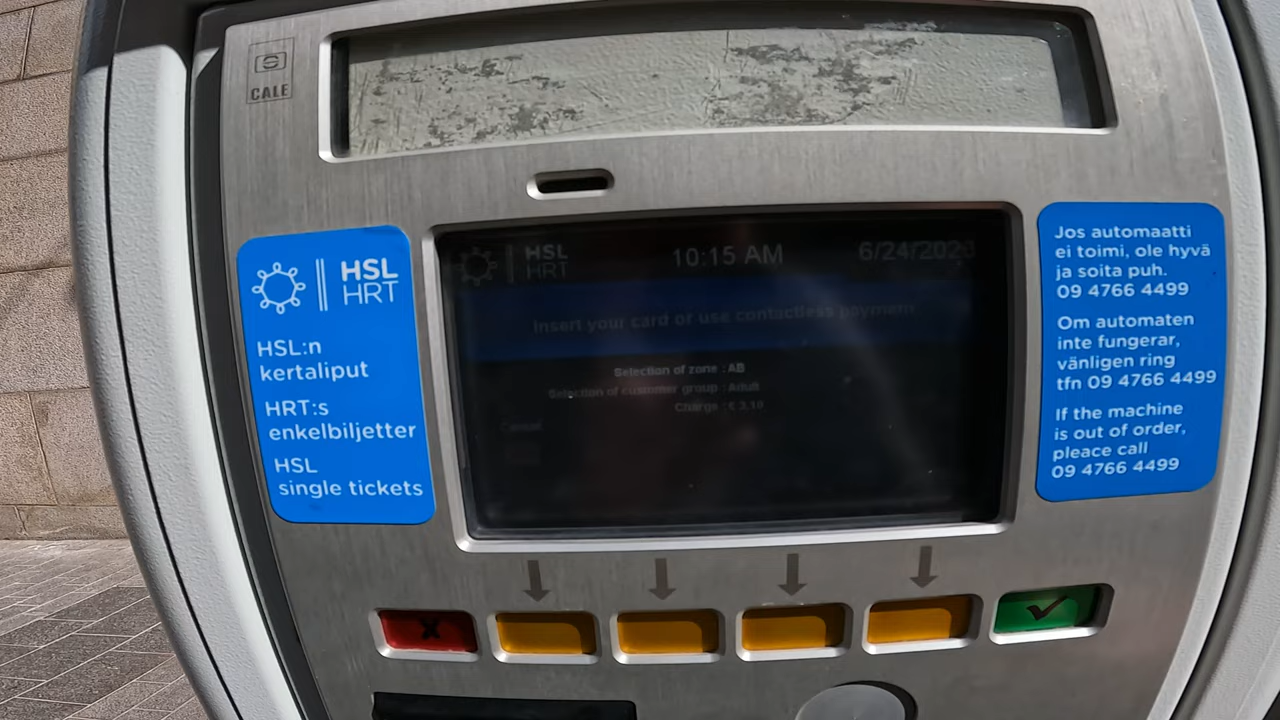 CALE
HSL
HRT
HSL:n
kertaliput
HRT:s
enkelbiljetter
HSL
single tickets
HSL
HRT
10:15 AM
Insert your card or use contactless payment.
Selection of zone : AB
Selection of customer group : Adult
Charge : € 3.10
Cancel
Jos automaatti
ei toimi, ole hyvä
ja soita puh.
09 4766 4499
Om automaten
inte fungerar,
vänligen ring
tfn 09 4766 4499
If the machine
is out of order,
pleace call
09 4766 4499
X